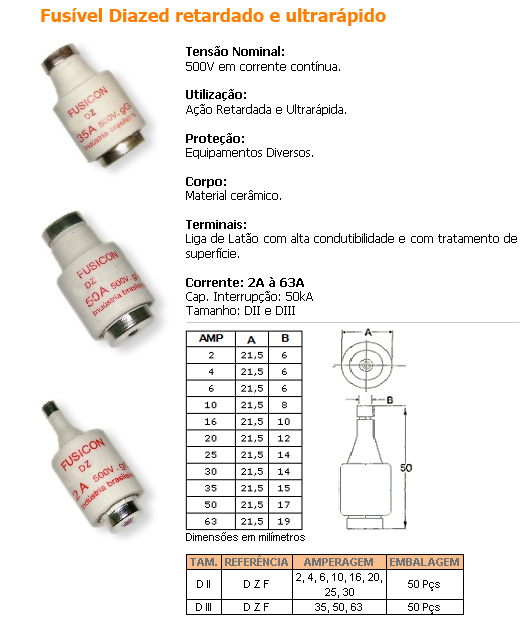 Fusível Diazed retardado e ultrarápido
Tensão Nominal:
500V em corrente contínua.
Utilização:
Ação Retardada e Ultrarápida.
Proteção:
Equipamentos Diversos.
Corpo:
Material cerâmico.
Terminais:
Liga de Latão com alta condutibilidade e com tratamento de
superfície.
Corrente: 2A à 63A
Cap. Interrupção: 50kA
Tamanho: DII e DIII
FUSICON
DZ
35A 500V.gG
Indústria brasileira
FUSICON
DZ
50A 500V.gG
Indústria brasileira
FUSICON
DZ
2A 500V.gG
Indústria brasileira
AMP A B
2 21,5 6
4 21,5 6
6 21,5 6
10 21,5 8
16 21,5 10
20 21,5 12
25 21,5 14
30 21,5 14
35 21,5 15
50 21,5 17
63 21,5 19
Dimensões em milímetros
A
B
50
TAM. REFERÊNCIA AMPERAGEM EMBALAGEM
D II D Z F 2, 4, 6, 10, 16, 20, 50 Pçs
25, 30
D III D Z F 35, 50, 63 50 Pçs